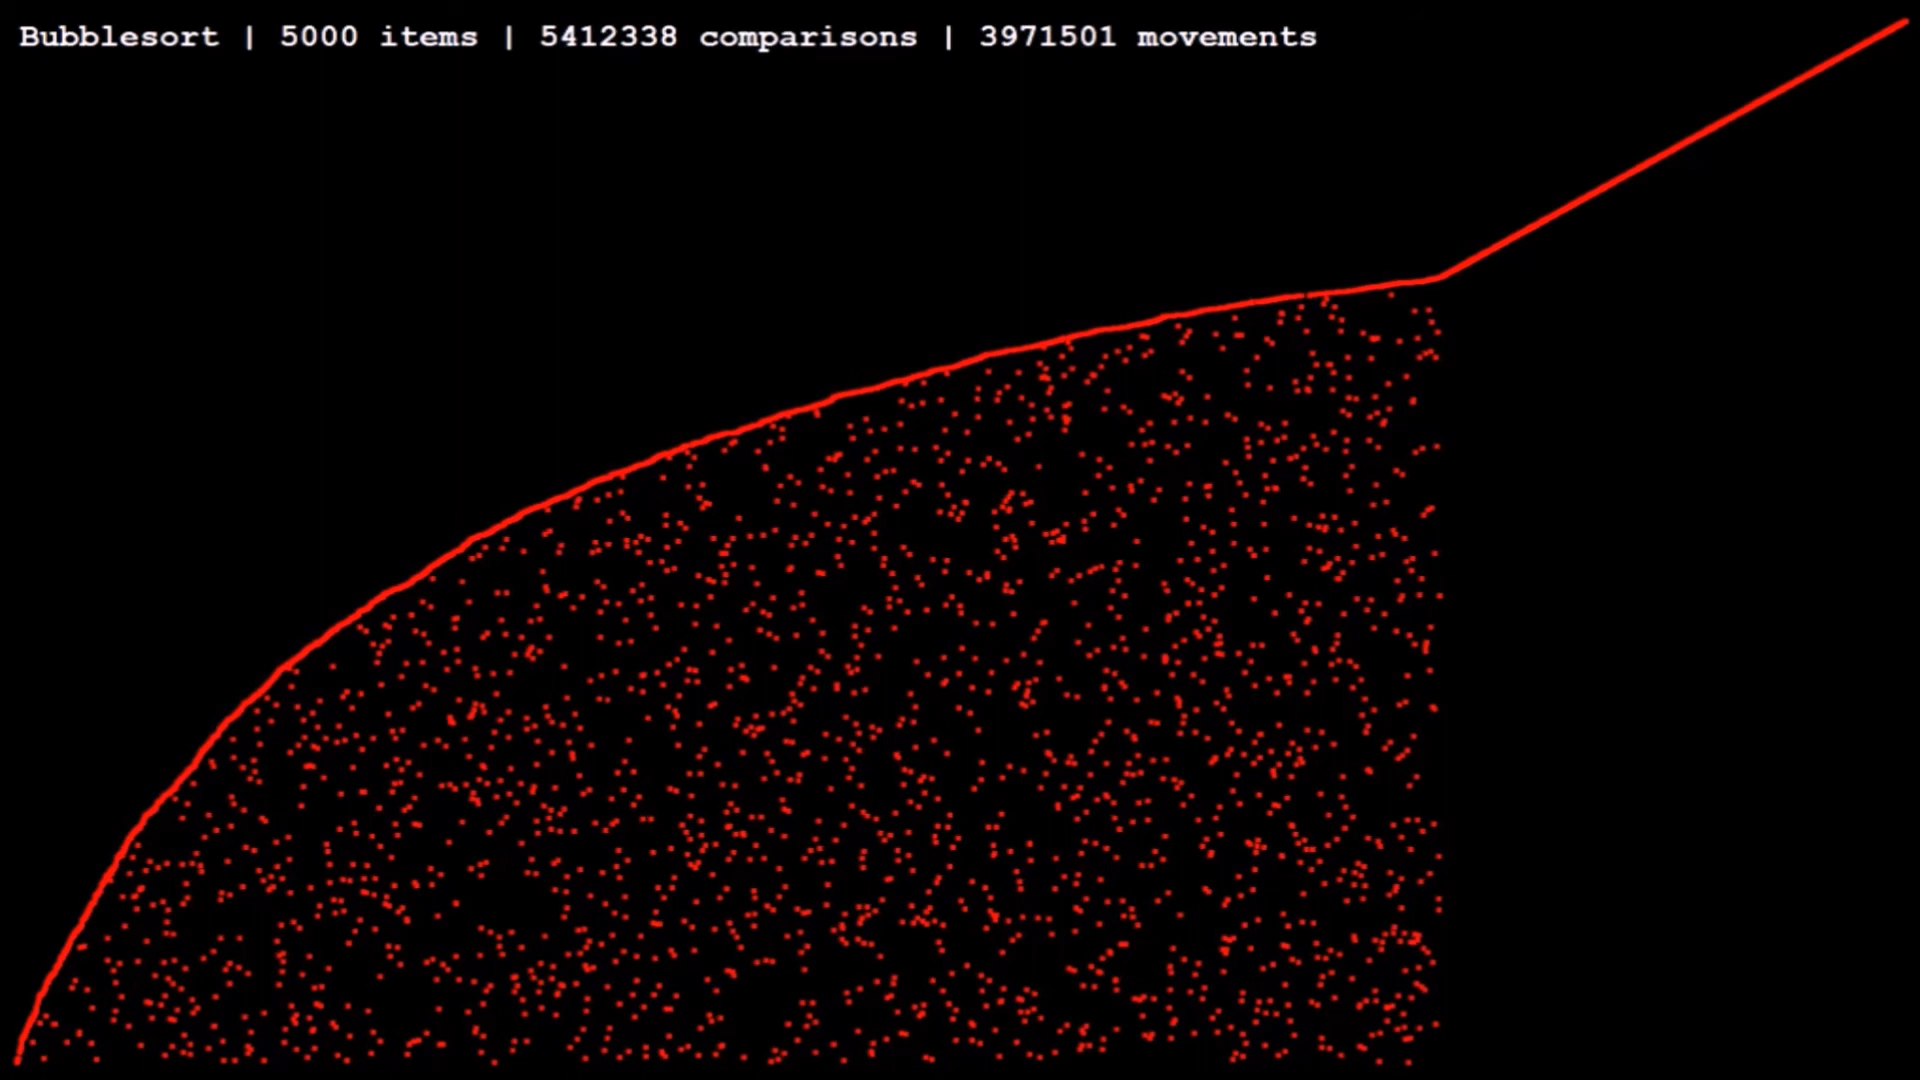 Bubblesort | 5000 items | 5412338 comparisons | 3971501 movements